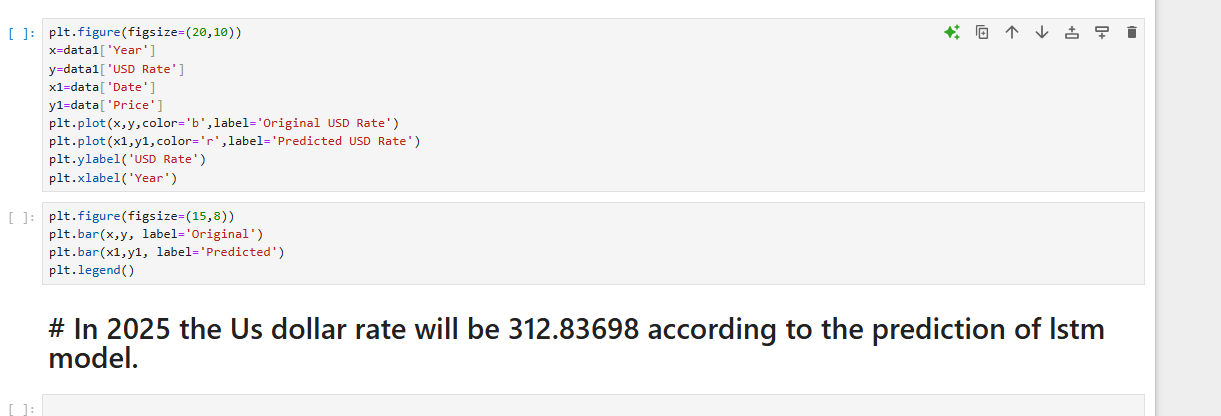 [ ]: plt.figure(figsize=(20,10))
x=data1['Year']
y=data1['USD Rate']
x1=data['Date']
y1=data['Price']
plt.plot(x,y,color='b',label='Original USD Rate')
plt.plot(x1,y1,color='r',label='Predicted USD Rate')
plt.ylabel('USD Rate')
plt.xlabel('Year')
[ ]: plt.figure(figsize=(15,8))
plt.bar(x,y, label='Original')
plt.bar(x1,y1, label='Predicted')
plt.legend()
# In 2025 the Us dollar rate will be 312.83698 according to the prediction of lstm
model.
[ ]: